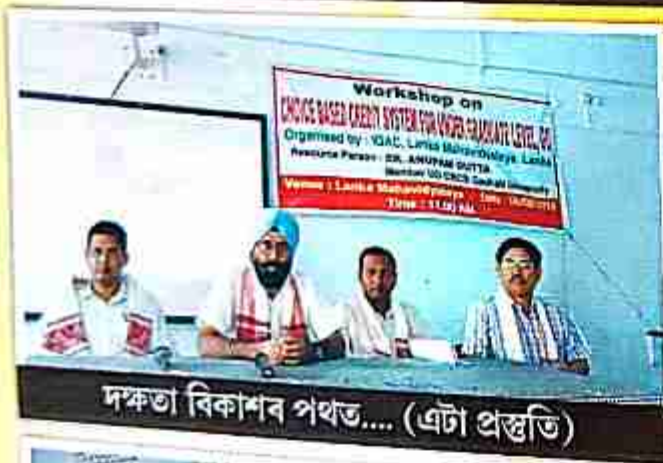 Workshop on
CHOICE BASED CREDIT SYSTEM FOR UNDER GRADUATE LEVEL, GU
Organised by : IQAC, Lanka Mahavidyalaya, Lanka
Resource Person : DR. ANUPAM DUTTA
Member UG CBCS Gauhati University
Venue : Lanka Mahavidyalaya Date :
Time : 11.00 AM
দক্ষতা বিকাশৰ পথত.... (এটা প্ৰস্তুতি)